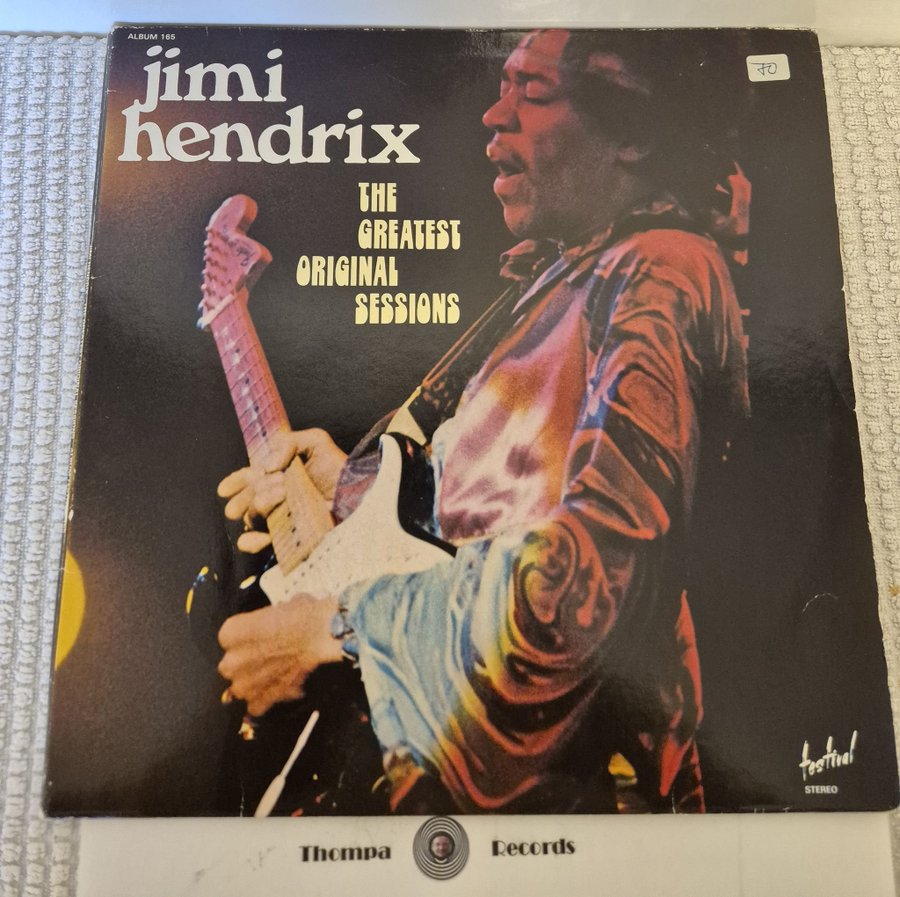 ALBUM 165
jimi
hendrix
70
THE
GREATEST
ORIGINAL
SESSIONS
festival
STEREO
Thompa Records